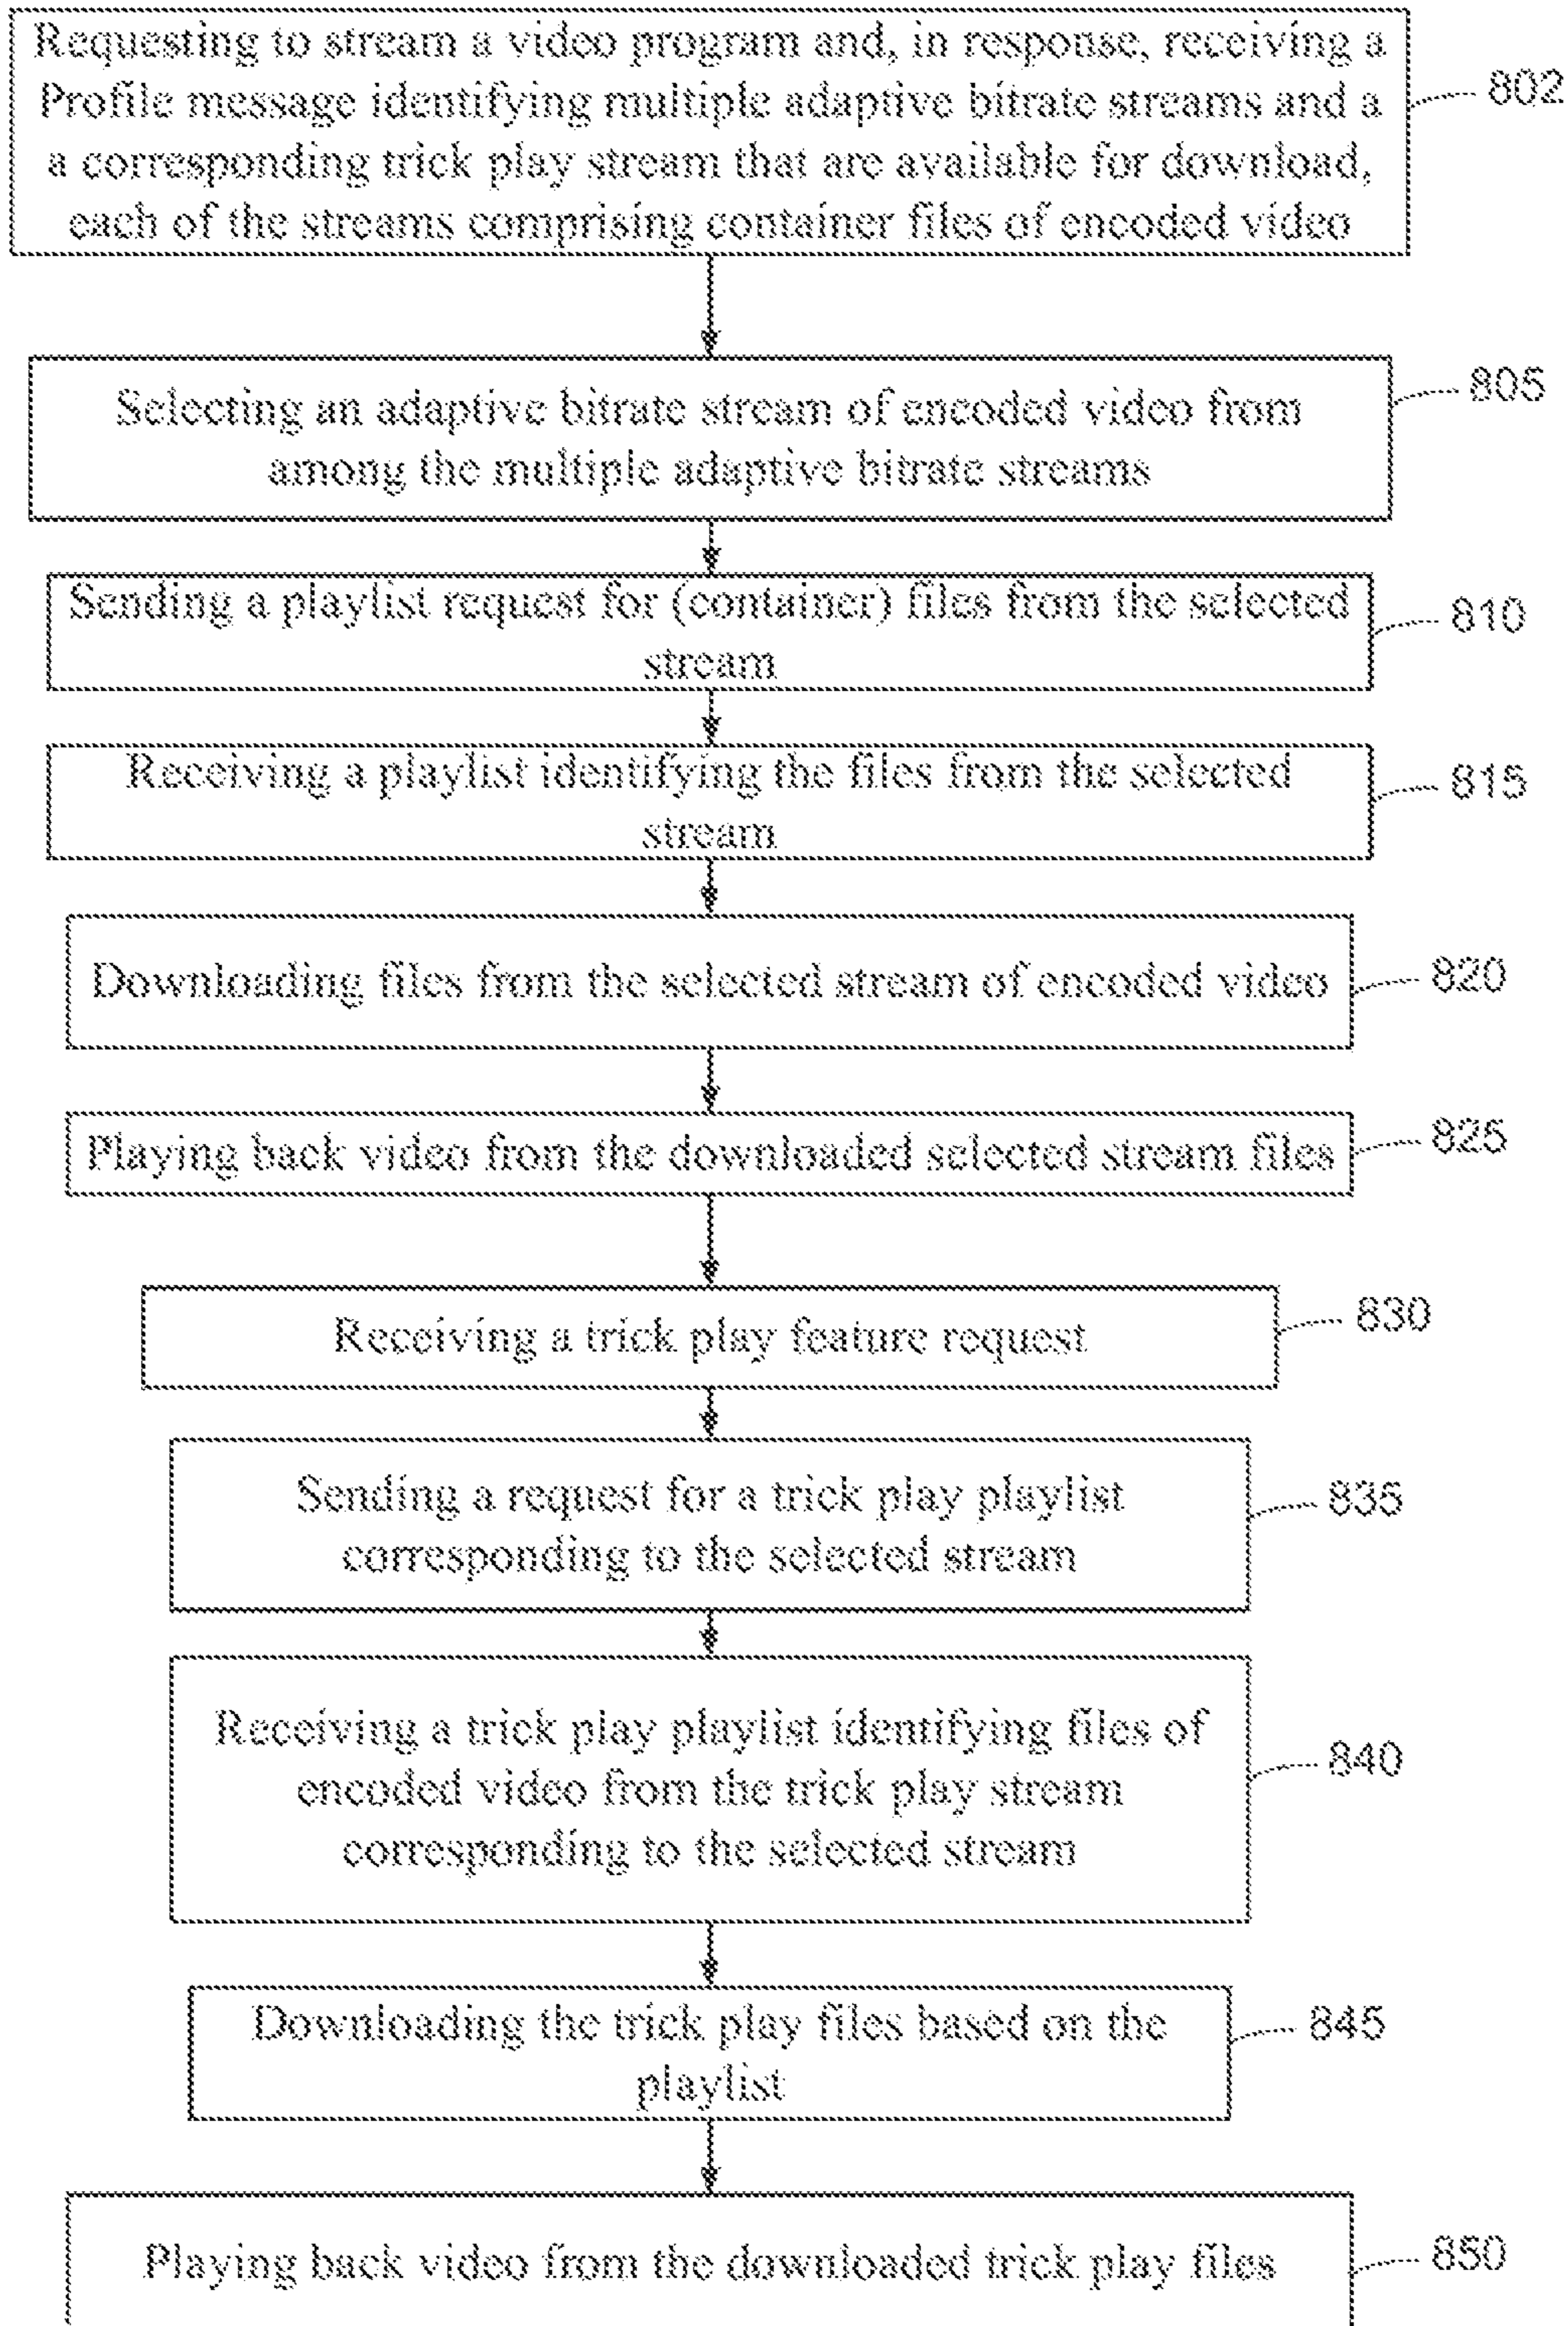 Requesting to stream a video program and, in response, receiving a
Profile message identifying multiple adaptive bitrate streams and a
a corresponding trick play stream that are available for download,
each of the streams comprising container files of encoded video
802
Selecting an adaptive bitrate stream of encoded video from
among the multiple adaptive bitrate streams
805
Sending a playlist request for (container) files from the selected
stream
810
Receiving a playlist identifying the files from the selected
stream
815
Downloading files from the selected stream of encoded video
820
Playing back video from the downloaded selected stream files
825
Receiving a trick play feature request
830
Sending a request for a trick play playlist
corresponding to the selected stream
835
Receiving a trick play playlist identifying files of
encoded video from the trick play stream
corresponding to the selected stream
840
Downloading the trick play files based on the
playlist
845
Playing back video from the downloaded trick play files
850